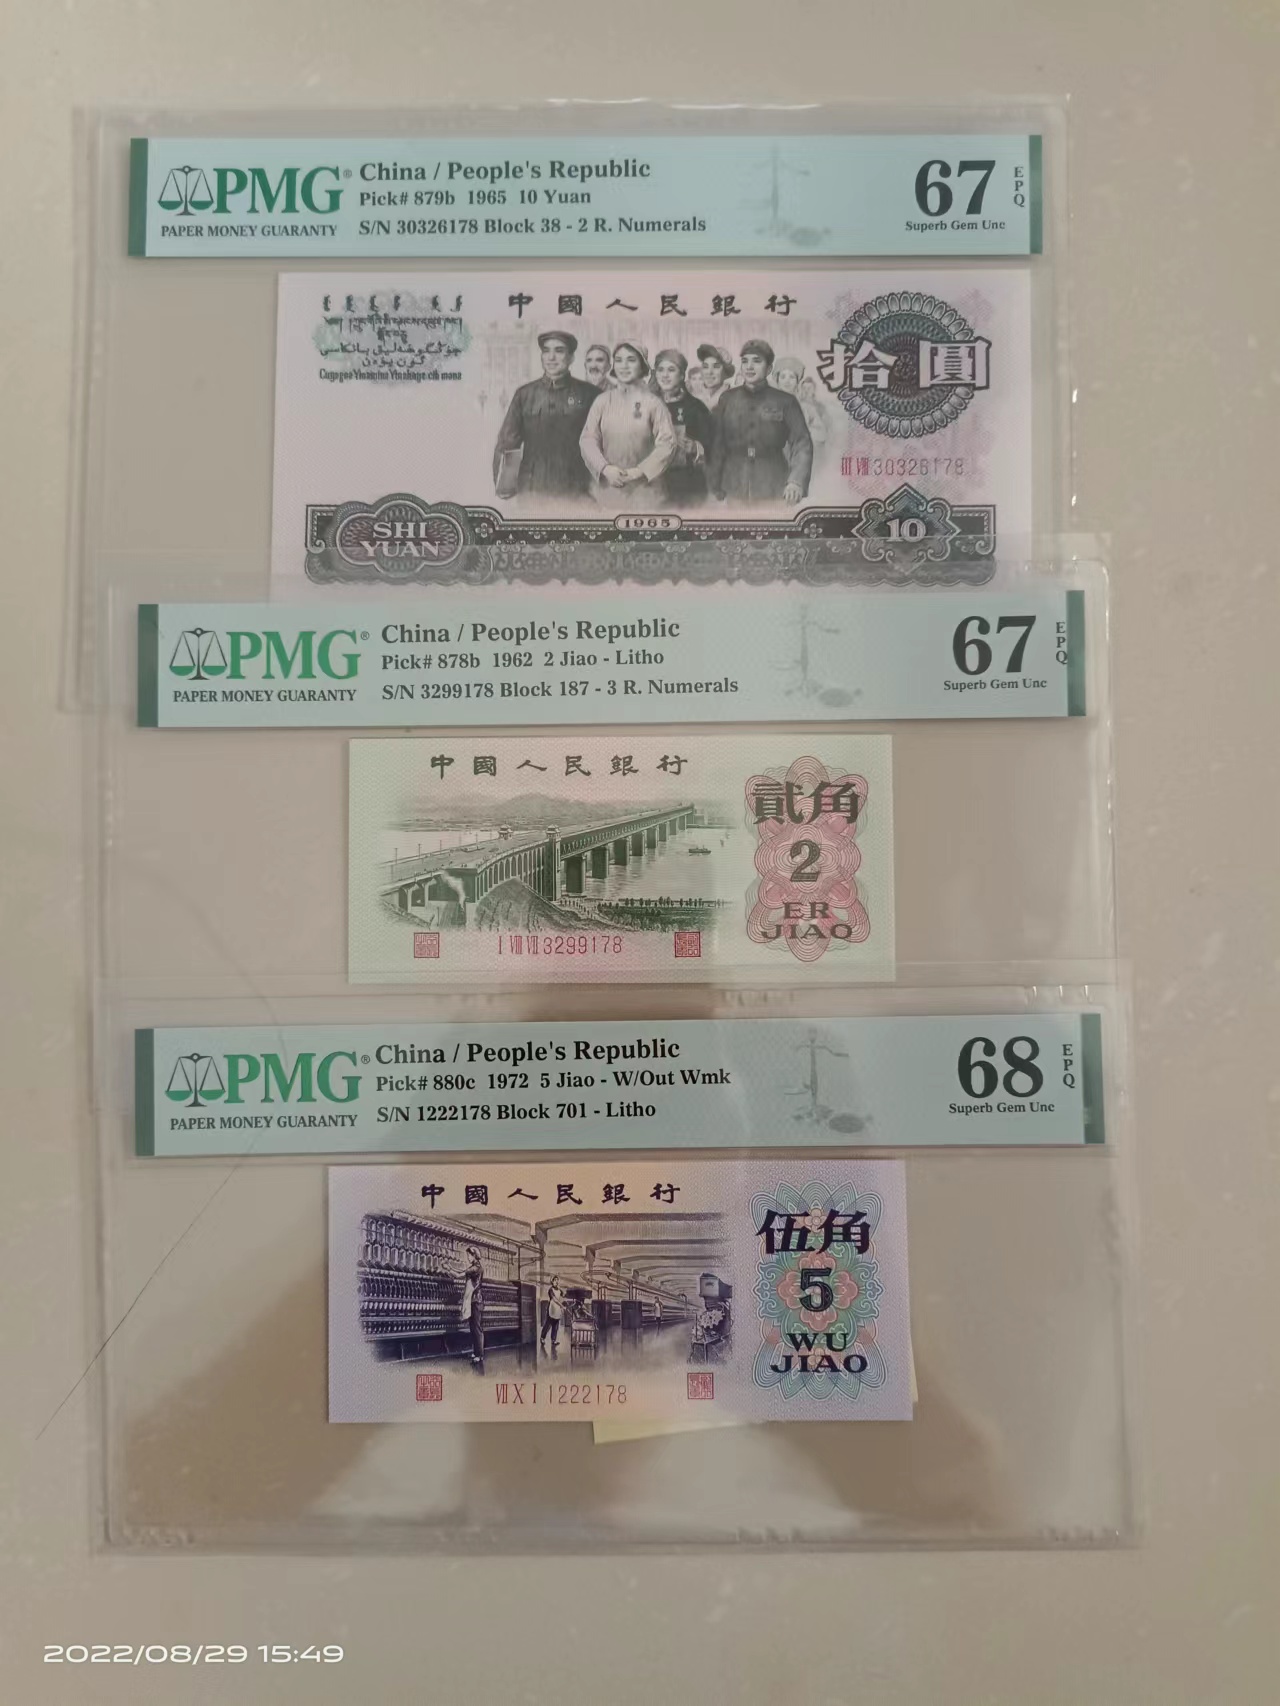 PMG®
PAPER MONEY GUARANTY
China / People's Republic
Pick# 879b 1965 10 Yuan
S/N 30326178 Block 38 - 2 R. Numerals
67
EPQ
Superb Gem Unc
中國人民銀行
拾圓
Ⅲ Ⅷ 30326178
1965
SHI
YUAN
10
PMG®
PAPER MONEY GUARANTY
China / People's Republic
Pick# 878b 1962 2 Jiao - Litho
S/N 3299178 Block 187 - 3 R. Numerals
67
EPQ
Superb Gem Unc
中國人民銀行
貳角
2
ER
JIAO
Ⅰ Ⅷ Ⅶ 3299178
PMG®
PAPER MONEY GUARANTY
China / People's Republic
Pick# 880c 1972 5 Jiao - W/Out Wmk
S/N 1222178 Block 701 - Litho
68
EPQ
Superb Gem Unc
中國人民銀行
伍角
5
WU
JIAO
Ⅶ Ⅹ Ⅰ 1222178
2022/08/29 15:49